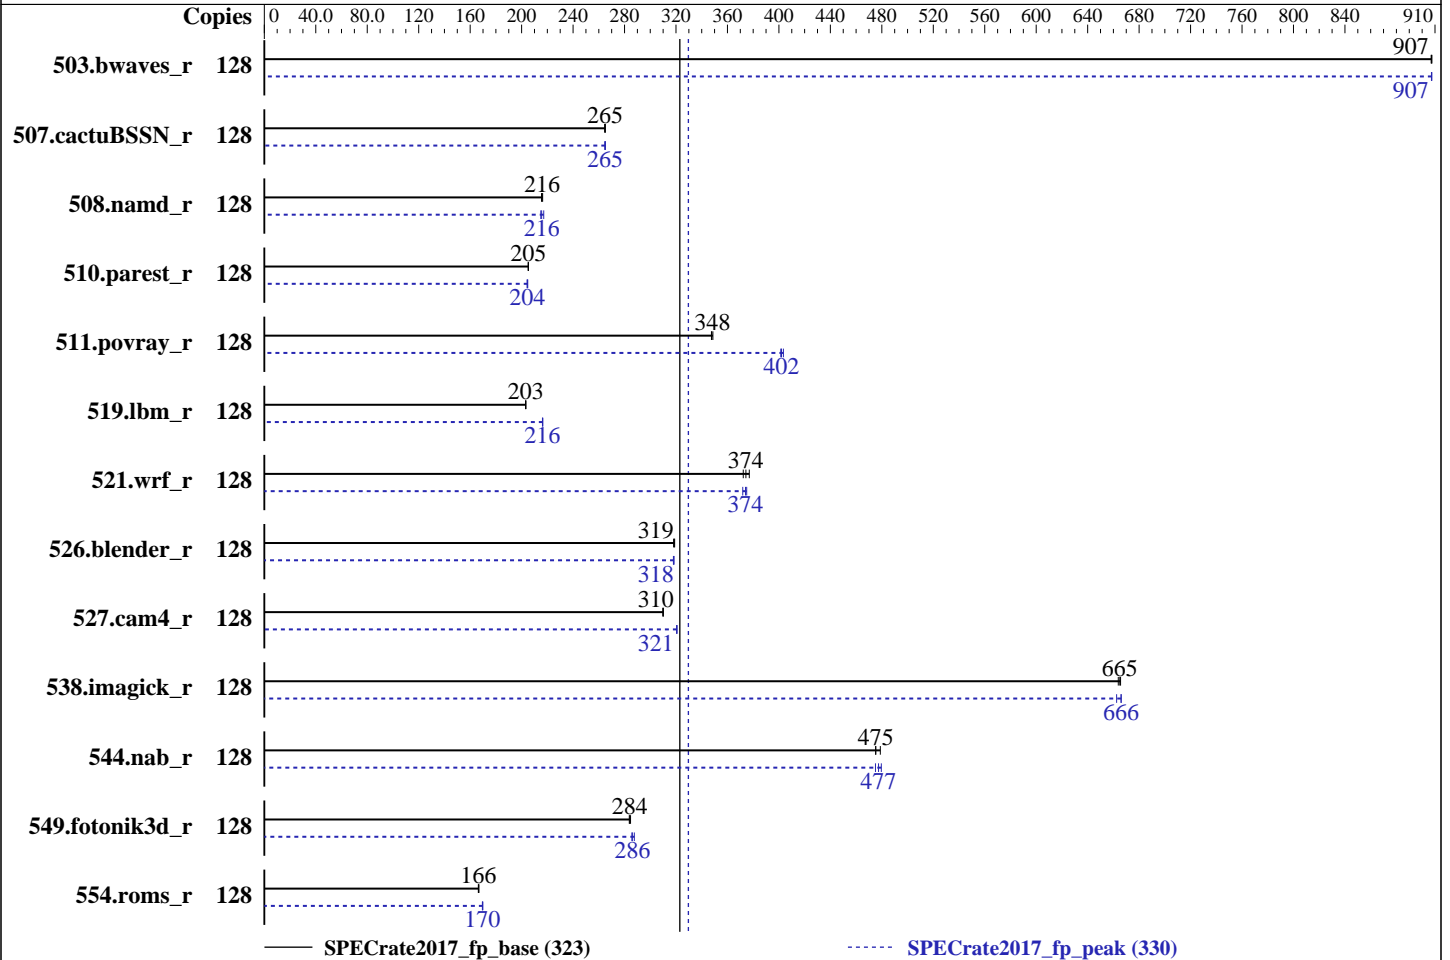 Copies 0 40.0 80.0 120 160 200 240 280 320 360 400 440 480 520 560 600 640 680 720 760 800 840 910
907
503.bwaves_r 128
907
265
507.cactuBSSN_r 128
265
216
508.namd_r 128
216
205
510.parest_r 128
204
348
511.povray_r 128
402
203
519.lbm_r 128
216
374
521.wrf_r 128
374
319
526.blender_r 128
318
310
527.cam4_r 128
321
665
538.imagick_r 128
666
475
544.nab_r 128
477
284
549.fotonik3d_r 128
286
166
554.roms_r 128
170
SPECrate2017_fp_base (323) SPECrate2017_fp_peak (330)